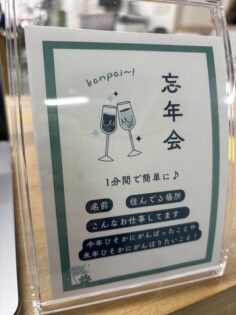 kanpai~!
忘年会
1分間で簡単に♪
名前
住んでる場所
こんなお仕事してます
今年ひそかにがんばったことや
来年ひそかにがんばりたいこと!